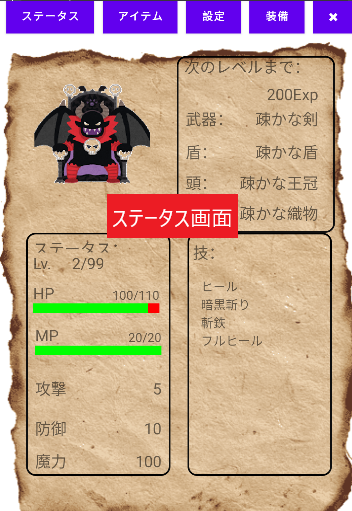 ステータス アイテム 設定 装備 ✖
次のレベルまで：
200Exp
武器： 疎かな剣
盾： 疎かな盾
頭： 疎かな王冠
疎かな織物
ステータス画面
ステータス：
Lv. 2/99
HP 100/110
MP 20/20
攻撃 5
防御 10
魔力 100
技：
ヒール
暗黒斬り
斬鉄
フルヒール